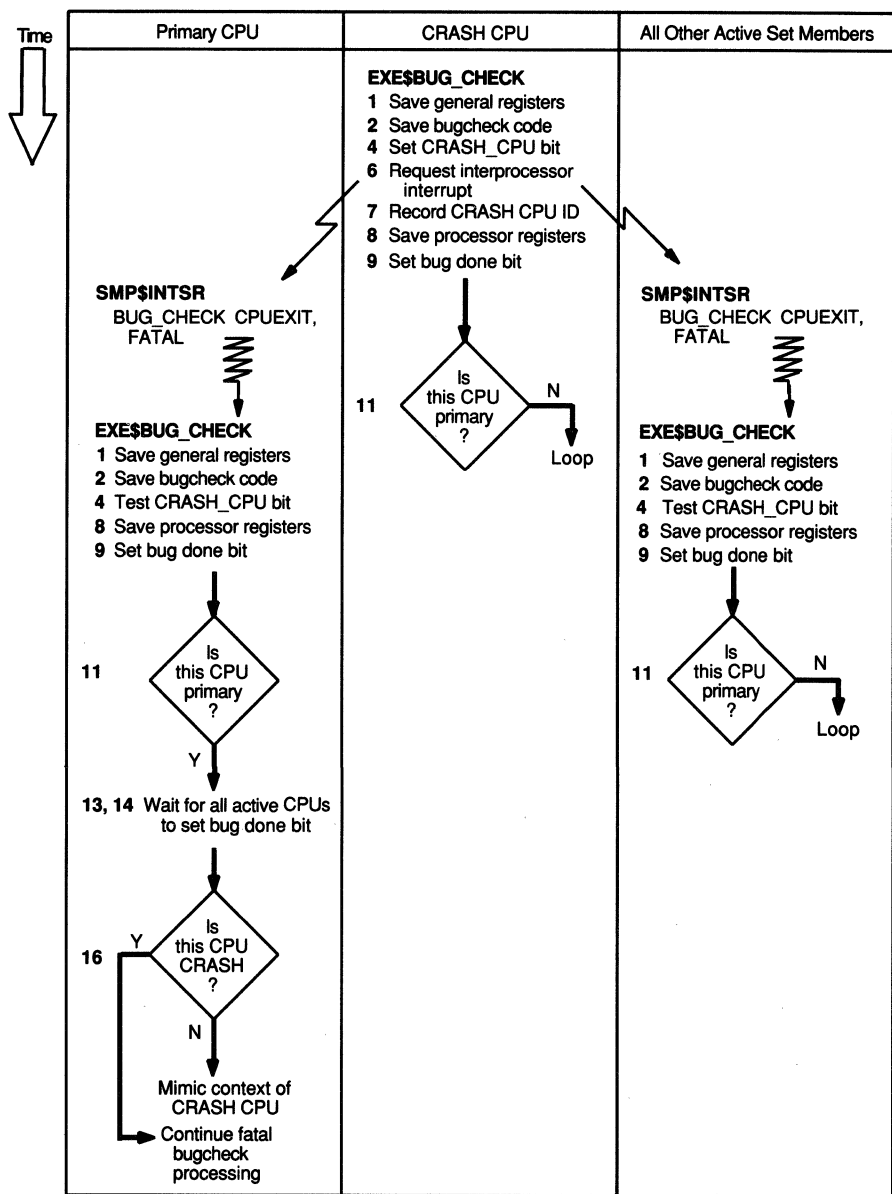 Time
Primary CPU
CRASH CPU
All Other Active Set Members
EXE$BUG_CHECK
1 Save general registers
2 Save bugcheck code
4 Set CRASH_CPU bit
6 Request interprocessor
interrupt
7 Record CRASH CPU ID
8 Save processor registers
9 Set bug done bit
11
Is
this CPU
primary
?
N
Loop
SMP$INTSR
BUG_CHECK CPUEXIT,
FATAL
EXE$BUG_CHECK
1 Save general registers
2 Save bugcheck code
4 Test CRASH_CPU bit
8 Save processor registers
9 Set bug done bit
11
Is
this CPU
primary
?
Y
13, 14 Wait for all active CPUs
to set bug done bit
16
Y
Is
this CPU
CRASH
?
N
Mimic context of
CRASH CPU
Continue fatal
bugcheck
processing
SMP$INTSR
BUG_CHECK CPUEXIT,
FATAL
EXE$BUG_CHECK
1 Save general registers
2 Save bugcheck code
4 Test CRASH_CPU bit
8 Save processor registers
9 Set bug done bit
11
Is
this CPU
primary
?
N
Loop